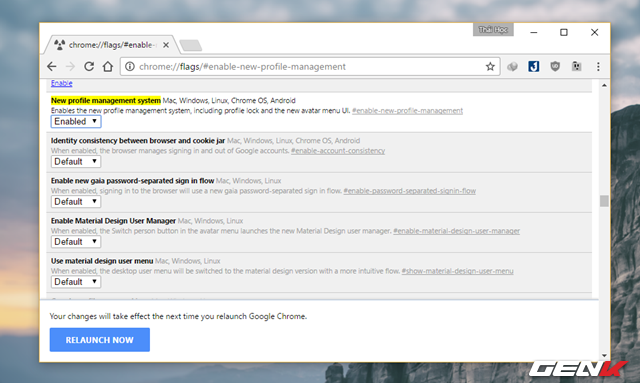 Thái Học
chrome://flags/#enable-
chrome://flags/#enable-new-profile-management
Enable
New profile management system Mac, Windows, Linux, Chrome OS, Android
Enables the new profile management system, including profile lock and the new avatar menu UI. #enable-new-profile-management
Enabled
Identity consistency between browser and cookie jar Mac, Windows, Linux, Chrome OS, Android
When enabled, the browser manages signing in and out of Google accounts. #enable-account-consistency
Default
Enable new gaia password-separated sign in flow Mac, Windows, Linux
When enabled, signing in to the browser will use a new gaia password-separated sign in flow. #enable-password-separated-signin-flow
Default
Enable Material Design User Manager Mac, Windows, Linux
When enabled, the Switch person button in the avatar menu launches the new Material Design user manager. #enable-material-design-user-manager
Default
Use material design user menu Mac, Windows, Linux
When enabled, the desktop user menu will be switched to the material design version with a more intuitive flow. #show-material-design-user-menu
Default
Your changes will take effect the next time you relaunch Google Chrome.
RELAUNCH NOW
GENK